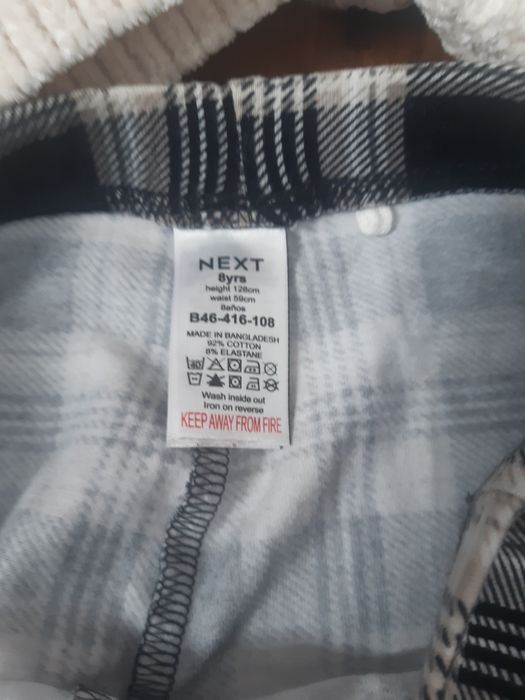 NEXT
8yrs
height 128cm
waist 59cm
8años
B46-416-108
MADE IN BANGLADESH
92% COTTON
8% ELASTANE
Wash inside out
Iron on reverse
KEEP AWAY FROM FIRE